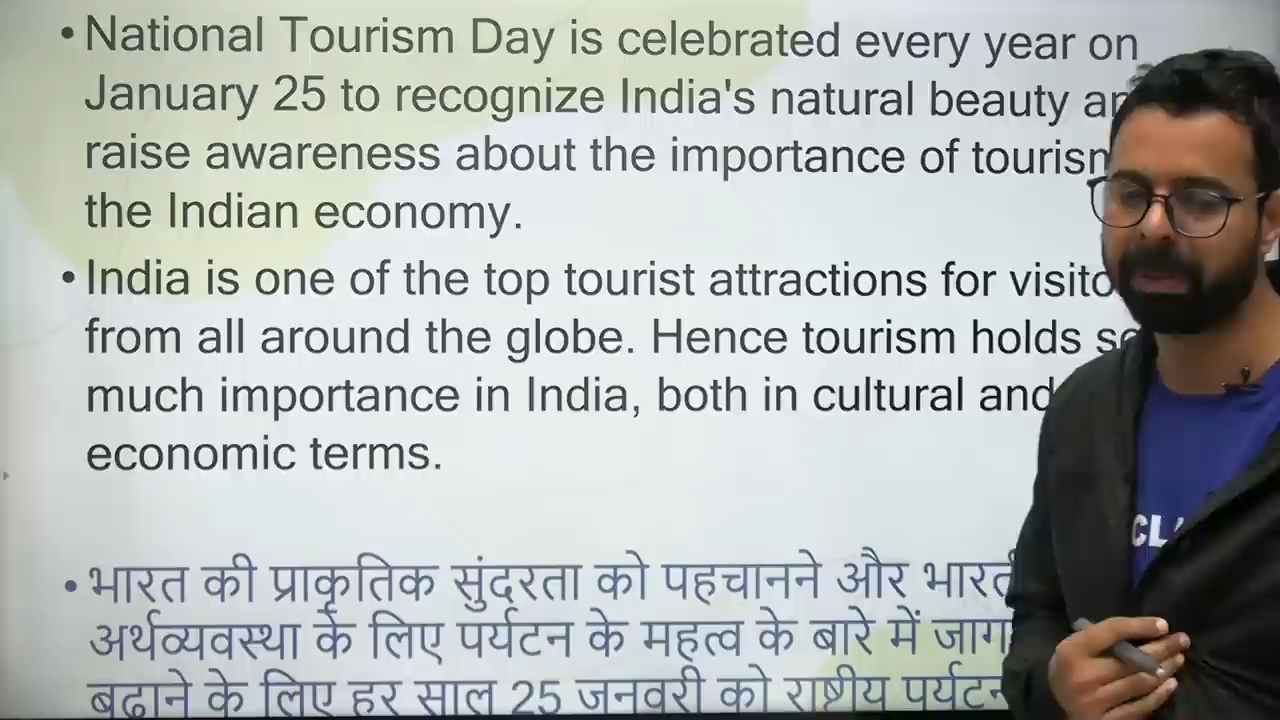 • National Tourism Day is celebrated every year on
January 25 to recognize India's natural beauty
raise awareness about the importance of
the Indian economy.
• India is one of the top tourist attractions for
from all around the globe. Hence tourism holds so
much importance in India, both in cultural and
economic terms.
• भारत की प्राकृतिक सुंदरता को पहचानने और
अर्थव्यवस्था के लिए पर्यटन के महत्व के बारे में
बढ़ाने के लिए हर साल 25 जनवरी को राष्ट्रीय पर्यटन